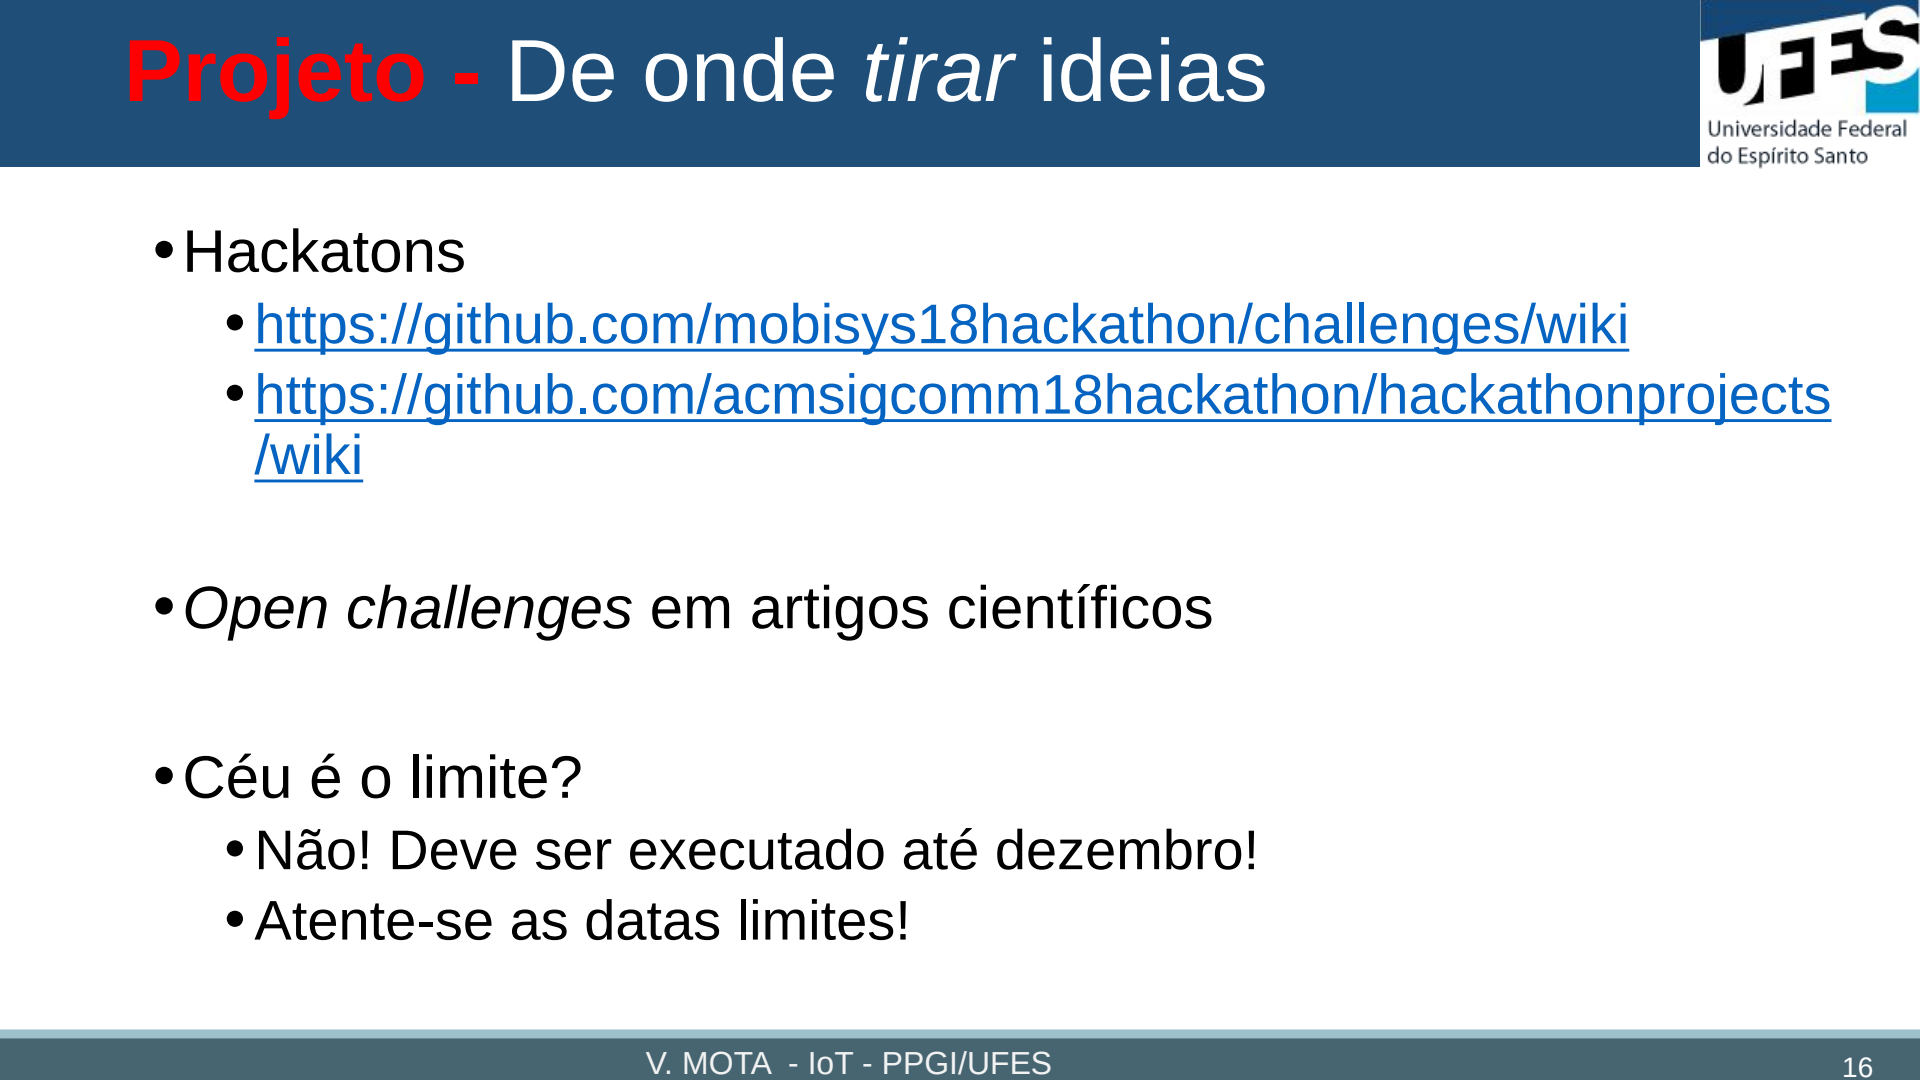 Projeto - De onde tirar ideias
UFES
Universidade Federal
do Espírito Santo
•Hackatons
•https://github.com/mobisys18hackathon/challenges/wiki
•https://github.com/acmsigcomm18hackathon/hackathonprojects
/wiki
•Open challenges em artigos científicos
•Céu é o limite?
•Não! Deve ser executado até dezembro!
•Atente-se as datas limites!
V. MOTA - IoT - PPGI/UFES
16